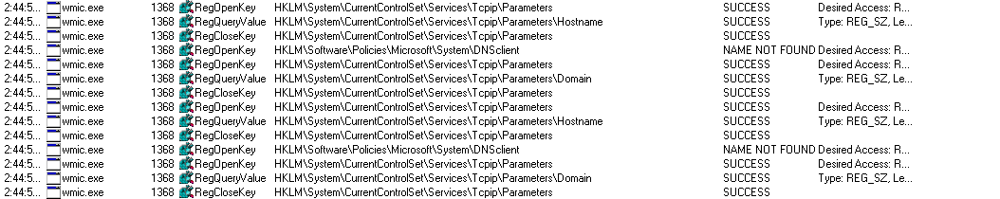 2:44:5... wmic.exe 1368 RegOpenKey HKLM\System\CurrentControlSet\Services\Tcpip\Parameters SUCCESS Desired Access: R...
2:44:5... wmic.exe 1368 RegQueryValue HKLM\System\CurrentControlSet\Services\Tcpip\Parameters\Hostname SUCCESS Type: REG_SZ, Le...
2:44:5... wmic.exe 1368 RegCloseKey HKLM\System\CurrentControlSet\Services\Tcpip\Parameters SUCCESS
2:44:5... wmic.exe 1368 RegOpenKey HKLM\Software\Policies\Microsoft\System\DNSclient NAME NOT FOUND Desired Access: R...
2:44:5... wmic.exe 1368 RegOpenKey HKLM\System\CurrentControlSet\Services\Tcpip\Parameters SUCCESS Desired Access: R...
2:44:5... wmic.exe 1368 RegQueryValue HKLM\System\CurrentControlSet\Services\Tcpip\Parameters\Domain SUCCESS Type: REG_SZ, Le...
2:44:5... wmic.exe 1368 RegCloseKey HKLM\System\CurrentControlSet\Services\Tcpip\Parameters SUCCESS
2:44:5... wmic.exe 1368 RegOpenKey HKLM\System\CurrentControlSet\Services\Tcpip\Parameters SUCCESS Desired Access: R...
2:44:5... wmic.exe 1368 RegQueryValue HKLM\System\CurrentControlSet\Services\Tcpip\Parameters\Hostname SUCCESS Type: REG_SZ, Le...
2:44:5... wmic.exe 1368 RegCloseKey HKLM\System\CurrentControlSet\Services\Tcpip\Parameters SUCCESS
2:44:5... wmic.exe 1368 RegOpenKey HKLM\Software\Policies\Microsoft\System\DNSclient NAME NOT FOUND Desired Access: R...
2:44:5... wmic.exe 1368 RegOpenKey HKLM\System\CurrentControlSet\Services\Tcpip\Parameters SUCCESS Desired Access: R...
2:44:5... wmic.exe 1368 RegQueryValue HKLM\System\CurrentControlSet\Services\Tcpip\Parameters\Domain SUCCESS Type: REG_SZ, Le...
2:44:5... wmic.exe 1368 RegCloseKey HKLM\System\CurrentControlSet\Services\Tcpip\Parameters SUCCESS